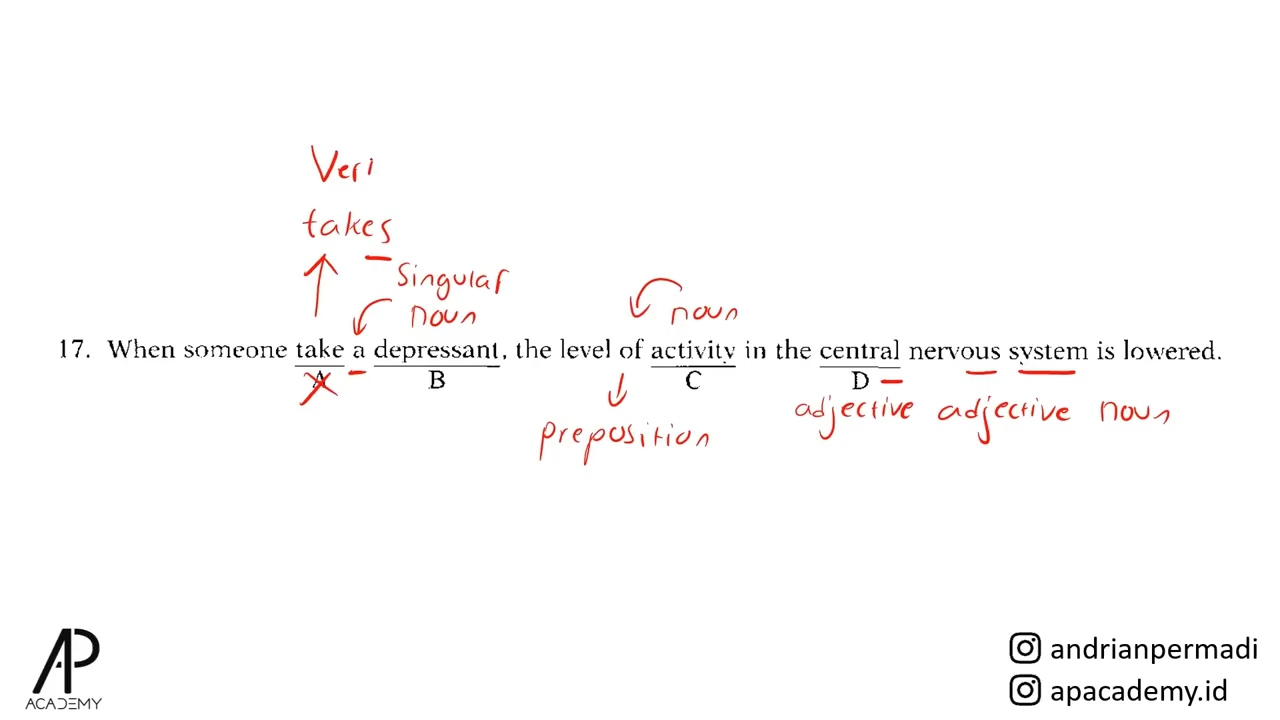 Veri
takes
Singular
noun
noun
17. When someone take a depressant, the level of activity in the central nervous system is lowered.
A B C D
adjective adjective noun
preposition
AP
ACADEMY
andrianpermadi
apacademy.id